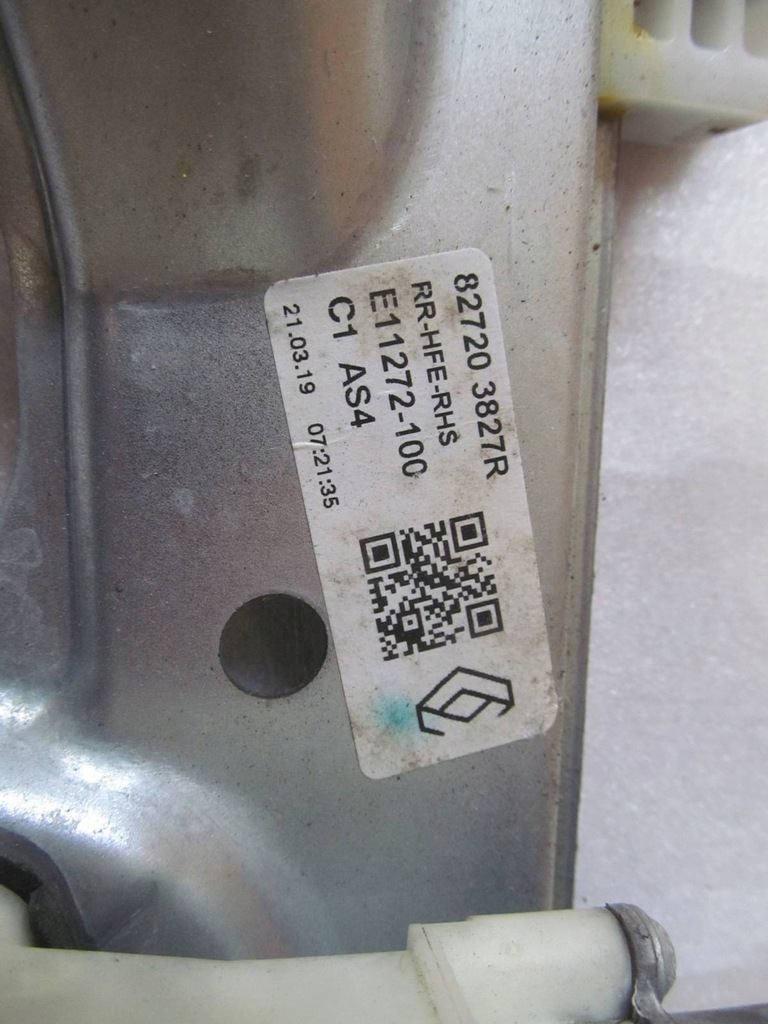 82720 3827R
RR-HFE-RHS
E11272-100
C1 AS4
21.03.19 07:21:35